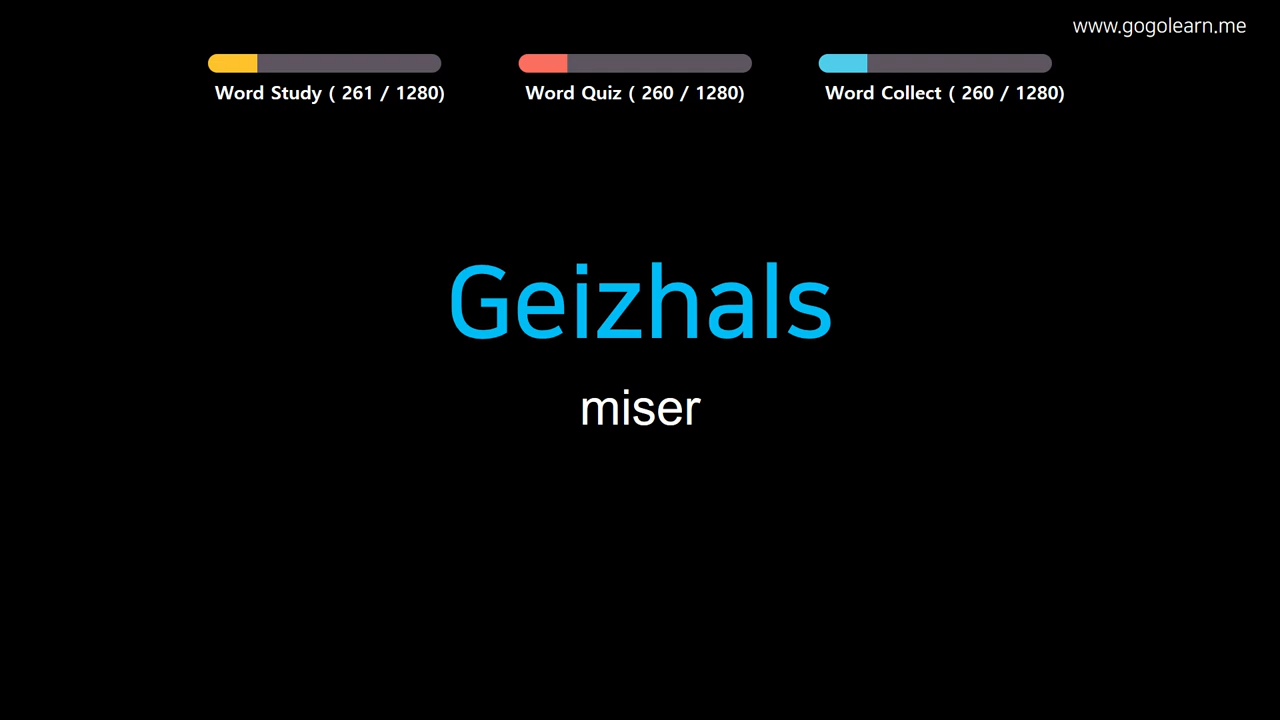 www.gogolearn.me
Word Study ( 261 / 1280)
Word Quiz ( 260 / 1280)
Word Collect ( 260 / 1280)
Geizhals
miser